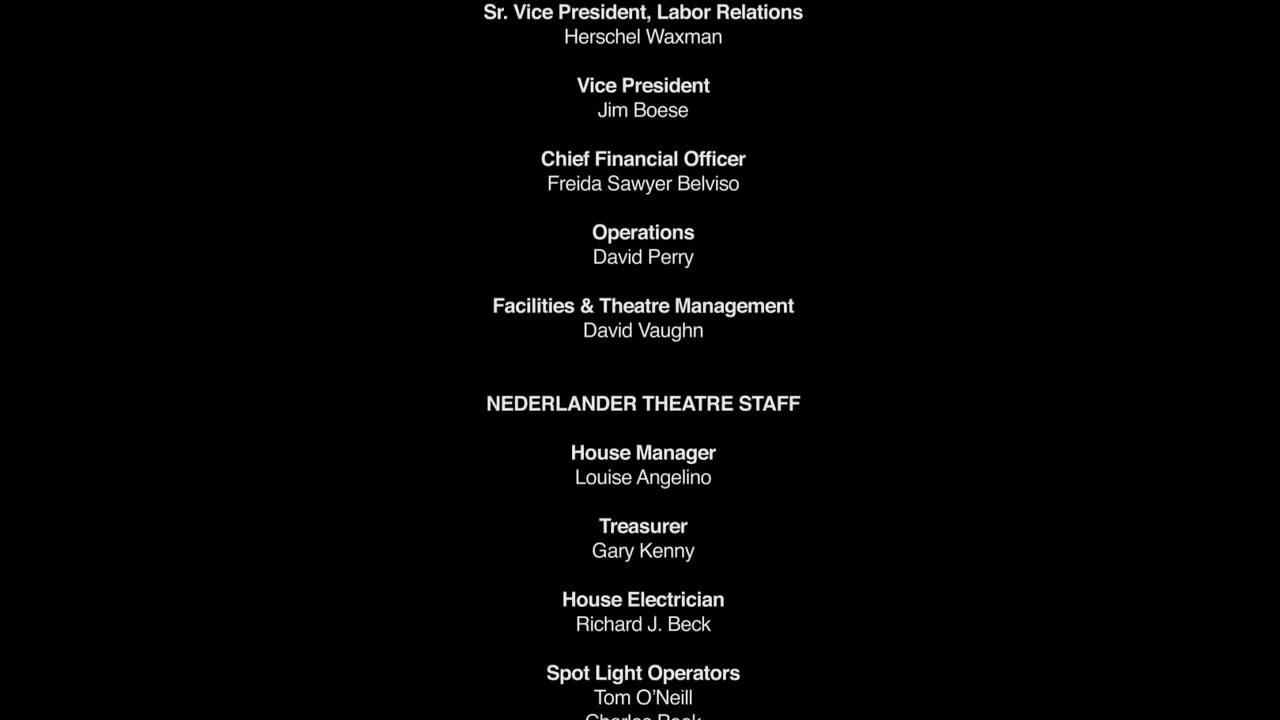 Sr. Vice President, Labor Relations
Herschel Waxman
Vice President
Jim Boese
Chief Financial Officer
Freida Sawyer Belviso
Operations
David Perry
Facilities & Theatre Management
David Vaughn
NEDERLANDER THEATRE STAFF
House Manager
Louise Angelino
Treasurer
Gary Kenny
House Electrician
Richard J. Beck
Spot Light Operators
Tom O’Neill
Charles